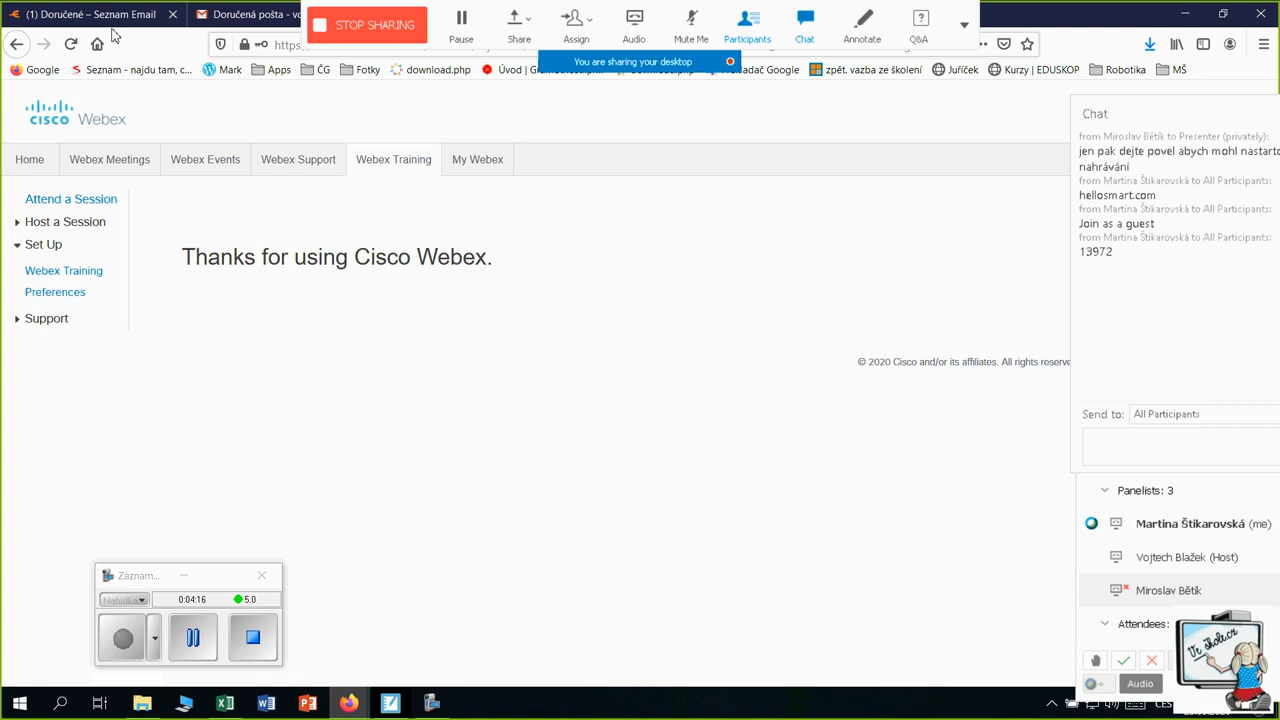 (1) Doručené – Seznam Email
Doručená pošta - vo
STOP SHARING
Pause
Share
Assign
Audio
Mute Me
Participants
Chat
Annotate
Q&A
You are sharing your desktop
https:
Google
Seznam - najdu tam, c...
Mark
Apps
ČG
Fotky
download.php
zpět. vazba ze školení
Juříček
Kurzy | EDUSKOP
Robotika
MŠ
cisco Webex
Home
Webex Meetings
Webex Events
Webex Support
Webex Training
My Webex
Attend a Session
Host a Session
Set Up
Webex Training
Preferences
Support
Thanks for using Cisco Webex.
© 2020 Cisco and/or its affiliates. All rights reserve
Chat
from Miroslav Bětík to Presenter (privately):
jen pak dejte povel abych mohl nastarto
nahrávání
from Martina Štikarovská to All Participants:
hellosmart.com
from Martina Štikarovská to All Participants:
Join as a guest
from Martina Štikarovská to All Participants:
13972
Send to: All Participants
Panelists: 3
Martina Štikarovská (me)
Vojtech Blažek (Host)
Miroslav Bětík
Attendees:
Audio
Ve škole.cz
Záznam...
Nabídka
0:04:16
5.0
CES